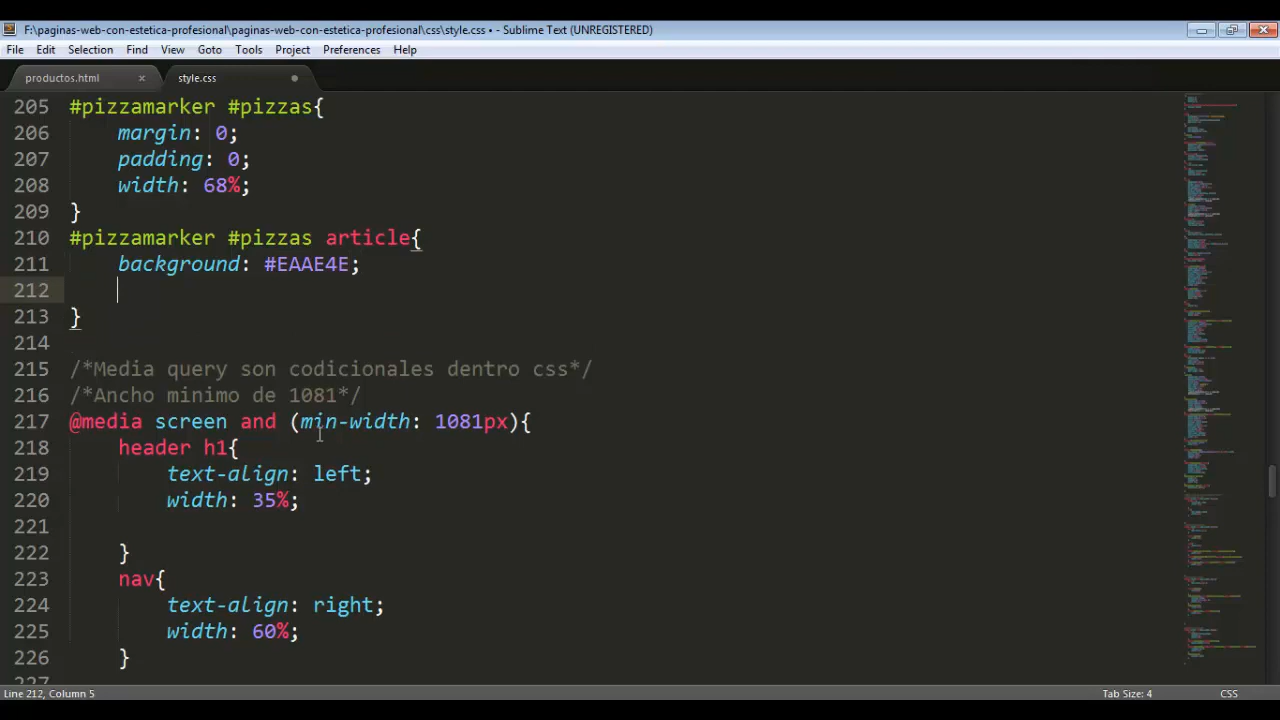 F:\paginas-web-con-estetica-profesional\paginas-web-con-estetica-profesional\css\style.css • - Sublime Text (UNREGISTERED)
File Edit Selection Find View Goto Tools Project Preferences Help
productos.html × style.css
205 #pizzamarker #pizzas{
206 margin: 0;
207 padding: 0;
208 width: 68%;
209 }
210 #pizzamarker #pizzas article{
211 background: #EAAE4E;
212
213 }
214
215 /*Media query son codicionales dentro css*/
216 /*Ancho minimo de 1081*/
217 @media screen and (min-width: 1081px){
218 header h1{
219 text-align: left;
220 width: 35%;
221
222 }
223 nav{
224 text-align: right;
225 width: 60%;
226 }
227
Line 212, Column 5 Tab Size: 4 CSS